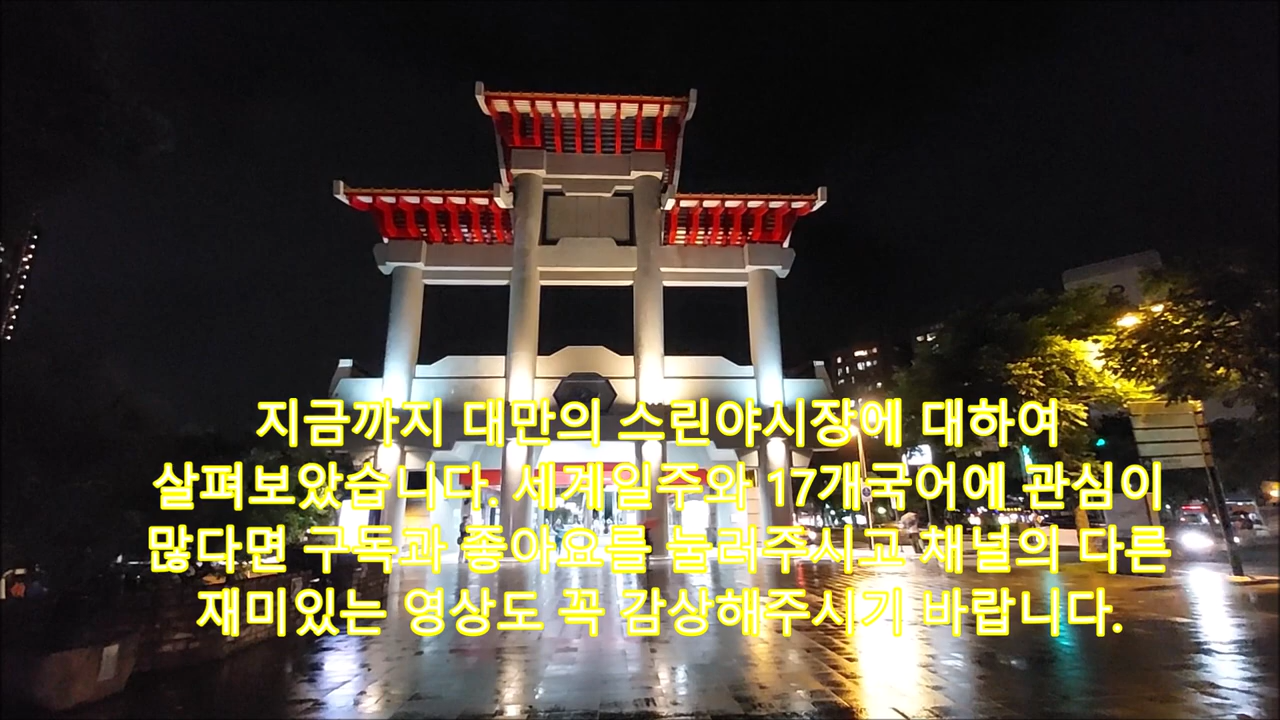 지금까지 대만의 스린야시장에 대하여
살펴보았습니다. 세계일주와 17개국어에 관심이
많다면 구독과 좋아요를 눌러주시고 채널의 다른
재미있는 영상도 꼭 감상해주시기 바랍니다.